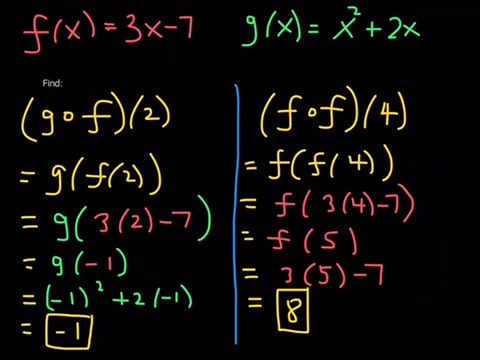 f(x) = 3x-7
g(x) = x² + 2x
Find:
(g∘f)(2)
= g(f(2))
= g(3(2)-7)
= g(-1)
= (-1)² + 2(-1)
= -1
(f∘f)(4)
= f(f(4))
= f(3(4)-7)
= f(5)
= 3(5)-7
= 8